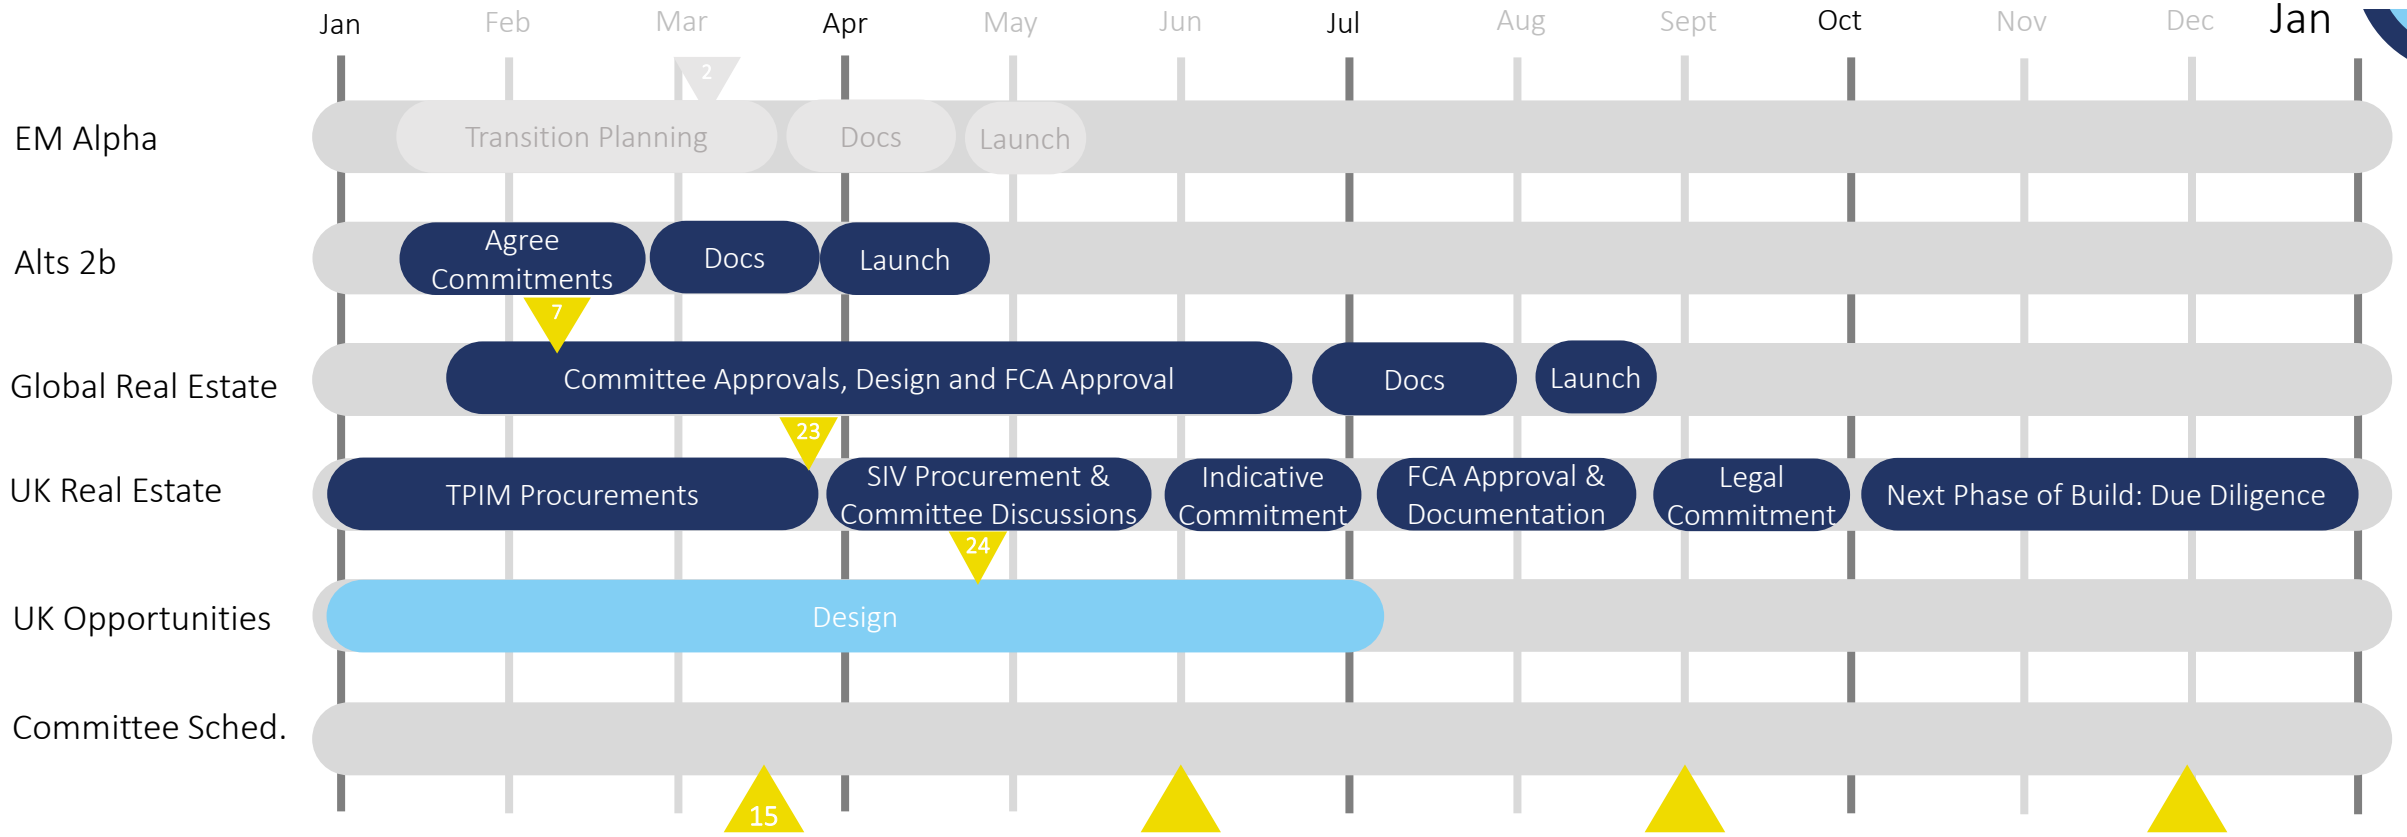 Jan Feb Mar Apr May Jun Jul Aug Sept Oct Nov Dec Jan
2
EM Alpha Transition Planning Docs Launch
Alts 2b Agree Commitments Docs Launch
7
Global Real Estate Committee Approvals, Design and FCA Approval Docs Launch
23
UK Real Estate TPIM Procurements SIV Procurement & Committee Discussions Indicative Commitment FCA Approval & Documentation Legal Commitment Next Phase of Build: Due Diligence
24
UK Opportunities Design
Committee Sched.
15